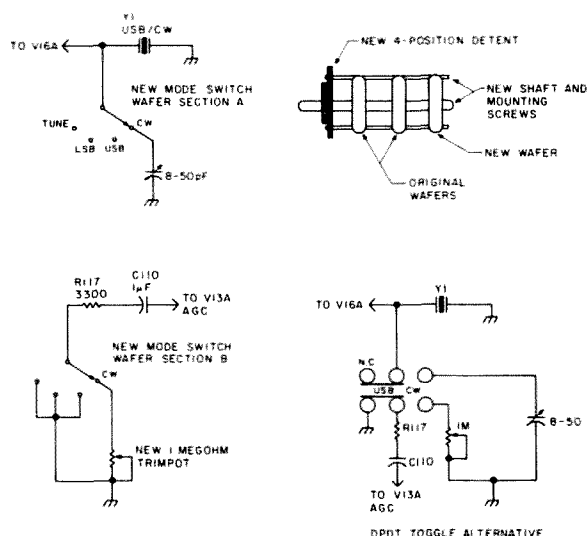 Y1
USB/CW
TO V16A
NEW MODE SWITCH
WAFER SECTION A
TUNE
LSB
USB
CW
8-50pF
NEW 4-POSITION DETENT
NEW SHAFT AND
MOUNTING
SCREWS
NEW WAFER
ORIGINAL
WAFERS
R117
3300
C110
1µF
TO V13A
AGC
NEW MODE SWITCH
WAFER SECTION B
CW
NEW 1 MEGOHM
TRIMPOT
Y1
TO V16A
N.C
USB
CW
R117
1M
8-50
C110
TO V13A
AGC
DPDT TOGGLE ALTERNATIVE